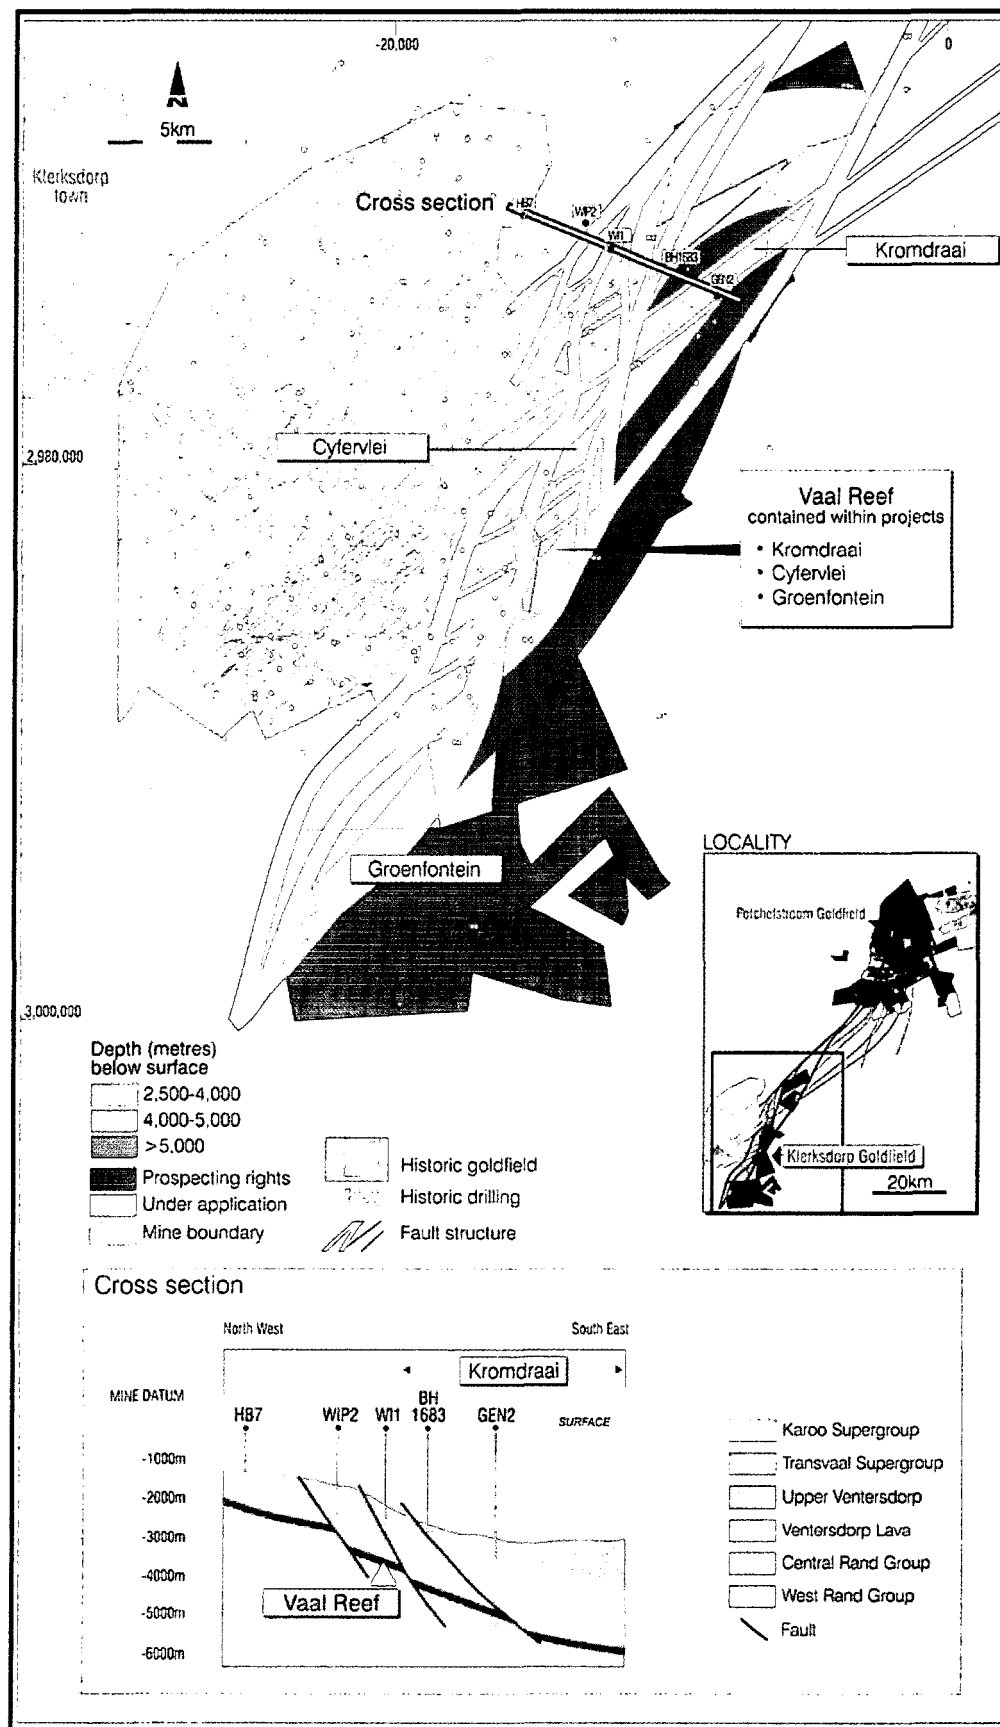 -20,000
0
N
5km
Klerksdorp
town
Cross section
HB7
WIP2
WI1
BH1683
GEN2
Kromdraai
Cyfervlei
2,980,000
Vaal Reef
contained within projects
• Kromdraai
• Cyfervlei
• Groenfontein
Groenfontein
3,000,000
LOCALITY
Potchefstroom Goldfield
Klerksdorp Goldfield
20km
Depth (metres)
below surface
2,500-4,000
4,000-5,000
>5,000
Prospecting rights
Under application
Mine boundary
Historic goldfield
Historic drilling
Fault structure
Cross section
North West
South East
Kromdraai
MINE DATUM
HB7
WIP2
WI1
BH
1683
GEN2
SURFACE
-1000m
-2000m
-3000m
-4000m
-5000m
-6000m
Vaal Reef
Karoo Supergroup
Transvaal Supergroup
Upper Ventersdorp
Ventersdorp Lava
Central Rand Group
West Rand Group
Fault